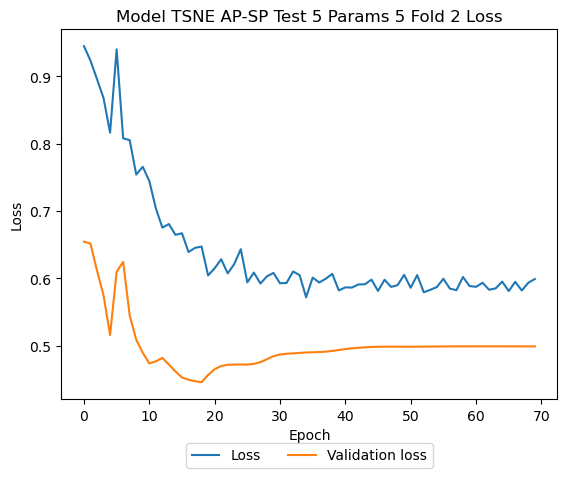 Model TSNE AP-SP Test 5 Params 5 Fold 2 Loss
0.9
0.8
0.7
0.6
0.5
Loss
0 10 20 30 40 50 60 70
Epoch
Loss Validation loss